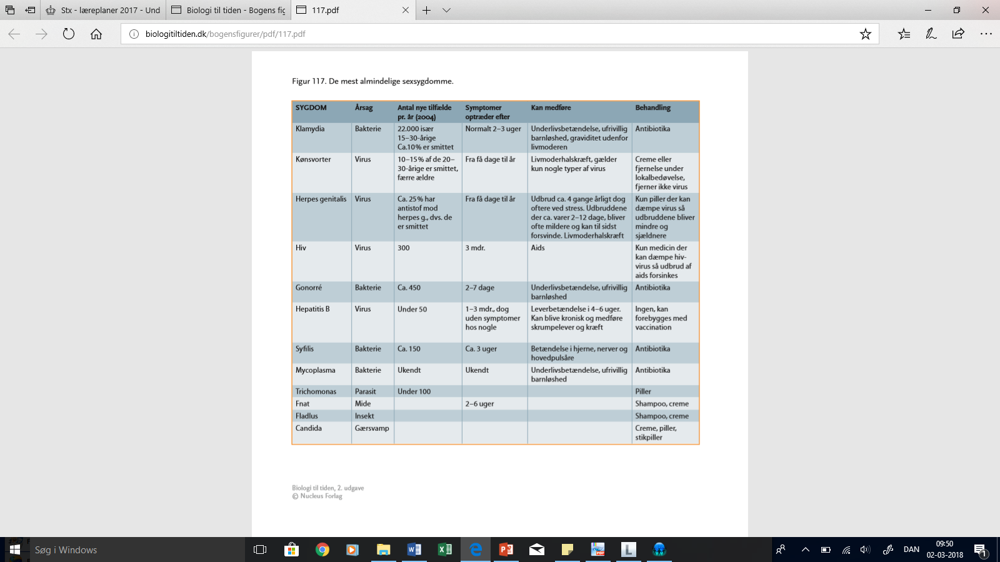 Stx - læreplaner 2017 - Und
Biologi til tiden - Bogens fig
117.pdf
biologitiltiden.dk/bogensfigurer/pdf/117.pdf
Figur 117. De mest almindelige sexsygdomme.
SYGDOM
Årsag
Antal nye tilfælde
pr. år (2004)
Symptomer
optræder efter
Kan medføre
Behandling
Klamydia
Bakterie
22.000 især
15–30-årige
Ca.10% er smittet
Normalt 2–3 uger
Underlivsbetændelse, ufrivillig
barnløshed, graviditet udenfor
livmoderen
Antibiotika
Kønsvorter
Virus
10–15% af de 20–
30-årige er smittet,
færre ældre
Fra få dage til år
Livmoderhalskræft, gælder
kun nogle typer af virus
Creme eller
fjernelse under
lokalbedøvelse,
fjerner ikke virus
Herpes genitalis
Virus
Ca. 25% har
antistof mod
herpes g., dvs. de
er smittet
Fra få dage til år
Udbrud ca. 4 gange årligt dog
oftere ved stress. Udbruddene
der ca. varer 2–12 dage, bliver
ofte mildere og kan til sidst
forsvinde. Livmoderhalskræft
Kun piller der kan
dæmpe virus så
udbruddene bliver
mindre og
sjældnere
Hiv
Virus
300
3 mdr.
Aids
Kun medicin der
kan dæmpe hiv-
virus så udbrud af
aids forsinkes
Gonorré
Bakterie
Ca. 450
2–7 dage
Underlivsbetændelse, ufrivillig
barnløshed
Antibiotika
Hepatitis B
Virus
Under 50
1–3 mdr., dog
uden symptomer
hos nogle
Leverbetændelse i 4–6 uger.
Kan blive kronisk og medføre
skrumpelever og kræft
Ingen, kan
forebygges med
vaccination
Syfilis
Bakterie
Ca. 150
Ca. 3 uger
Betændelse i hjerne, nerver og
hovedpulsåre
Antibiotika
Mycoplasma
Bakterie
Ukendt
Ukendt
Underlivsbetændelse, ufrivillig
barnløshed
Antibiotika
Trichomonas
Parasit
Under 100
Piller
Fnat
Mide
2–6 uger
Shampoo, creme
Fladlus
Insekt
Shampoo, creme
Candida
Gærsvamp
Creme, piller,
stikpiller
Biologi til tiden, 2. udgave
© Nucleus Forlag
Søg i Windows
DAN
09:50
02-03-2018
1